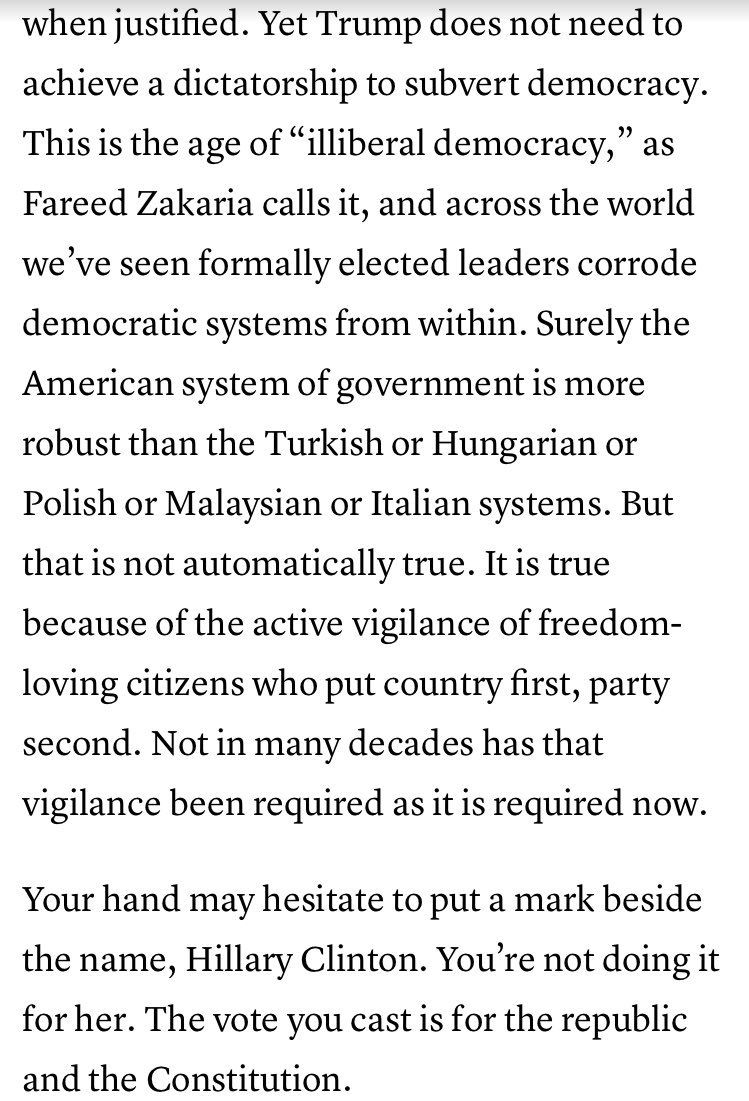 when justified. Yet Trump does not need to
achieve a dictatorship to subvert democracy.
This is the age of “illiberal democracy,” as
Fareed Zakaria calls it, and across the world
we’ve seen formally elected leaders corrode
democratic systems from within. Surely the
American system of government is more
robust than the Turkish or Hungarian or
Polish or Malaysian or Italian systems. But
that is not automatically true. It is true
because of the active vigilance of freedom-
loving citizens who put country first, party
second. Not in many decades has that
vigilance been required as it is required now.
Your hand may hesitate to put a mark beside
the name, Hillary Clinton. You’re not doing it
for her. The vote you cast is for the republic
and the Constitution.